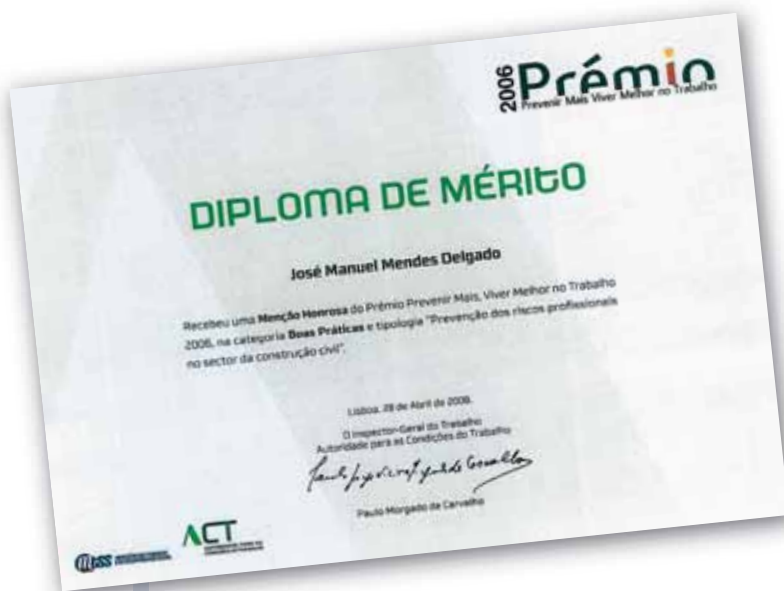 2006
Prémio
Prevenir Mais Viver Melhor no Trabalho
DIPLOMA DE MÉRITO
José Manuel Mendes Delgado
Recebeu uma Menção Honrosa do Prémio Prevenir Mais, Viver Melhor no Trabalho
2006, na categoria Boas Práticas e tipologia "Prevenção dos riscos profissionais
no sector da construção civil".
Lisboa, 28 de Abril de 2008.
O Inspector-Geral do Trabalho
Autoridade para as Condições do Trabalho
Paulo Morgado de Carvalho
ACT